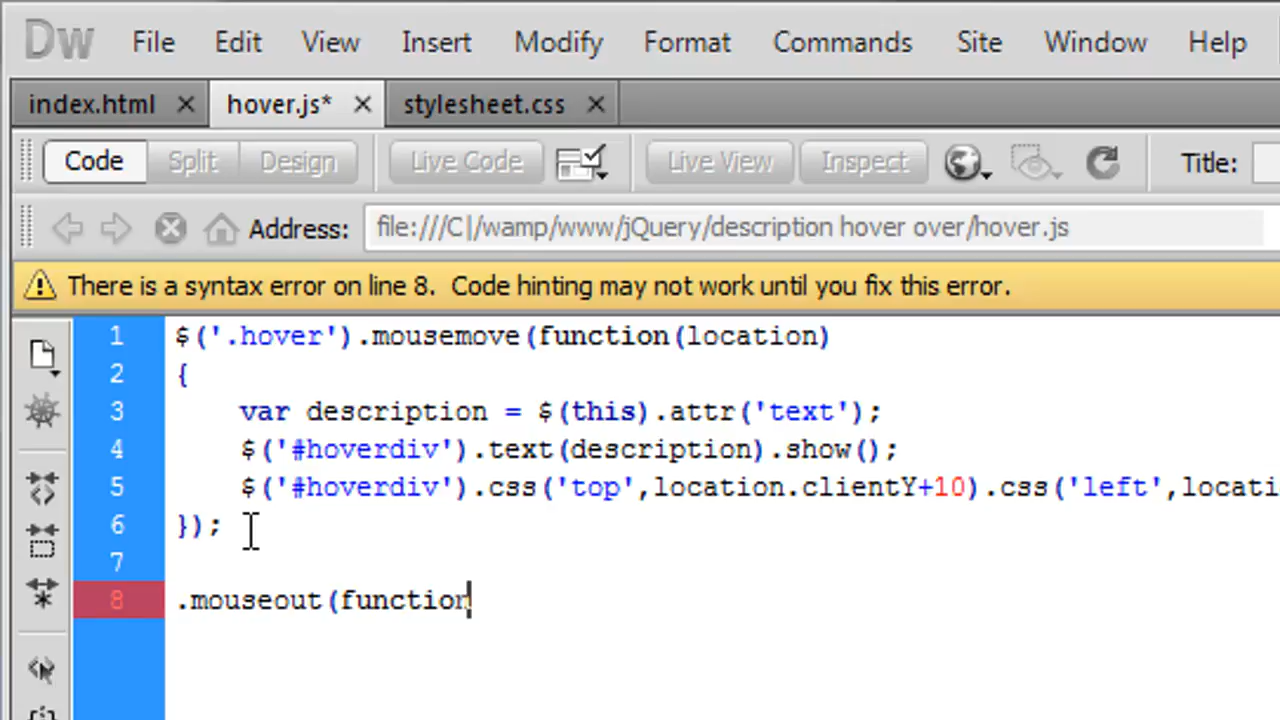 Dw File Edit View Insert Modify Format Commands Site Window Help
index.html × hover.js* × stylesheet.css ×
Code Split Design Live Code Live View Inspect Title:
Address: file:///C|/wamp/www/jQuery/description hover over/hover.js
There is a syntax error on line 8. Code hinting may not work until you fix this error.
1 $('.hover').mousemove(function(location)
2 {
3 var description = $(this).attr('text');
4 $('#hoverdiv').text(description).show();
5 $('#hoverdiv').css('top',location.clientY+10).css('left',locati
6 });
7
8 .mouseout(function